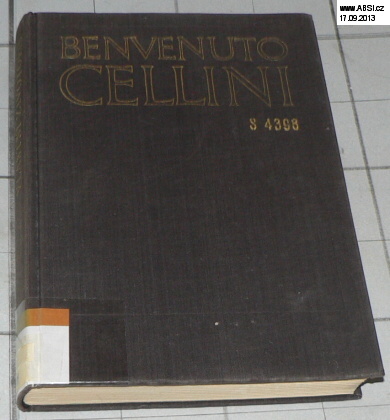 www.ABSI.cz
17.09.2013
BENVENUTO
CELLINI
S 4398